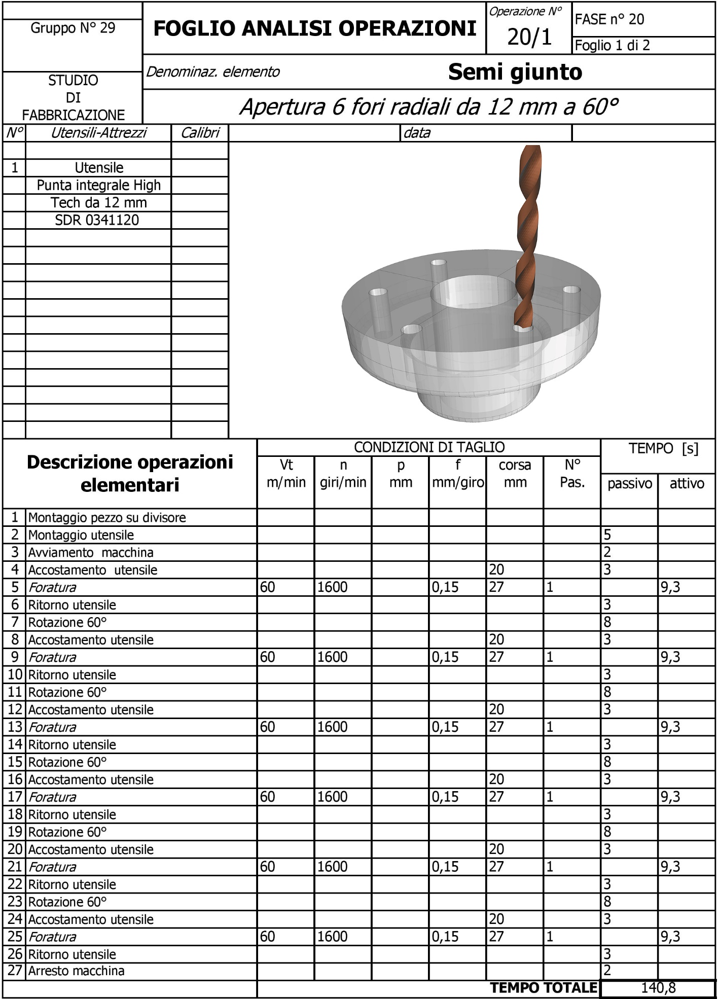 Gruppo N° 29
FOGLIO ANALISI OPERAZIONI
Operazione N°
20/1
FASE n° 20
Foglio 1 di 2
Denominaz. elemento Semi giunto
STUDIO
DI
FABBRICAZIONE
Apertura 6 fori radiali da 12 mm a 60°
N° Utensili-Attrezzi Calibri data
1 Utensile
Punta integrale High
Tech da 12 mm
SDR 0341120
Descrizione operazioni
elementari
CONDIZIONI DI TAGLIO
TEMPO [s]
Vt n p f corsa N°
m/min giri/min mm mm/giro mm Pas. passivo attivo
1 Montaggio pezzo su divisore
2 Montaggio utensile 5
3 Avviamento macchina 2
4 Accostamento utensile 20 3
5 Foratura 60 1600 0,15 27 1 9,3
6 Ritorno utensile 3
7 Rotazione 60° 8
8 Accostamento utensile 20 3
9 Foratura 60 1600 0,15 27 1 9,3
10 Ritorno utensile 3
11 Rotazione 60° 8
12 Accostamento utensile 20 3
13 Foratura 60 1600 0,15 27 1 9,3
14 Ritorno utensile 3
15 Rotazione 60° 8
16 Accostamento utensile 20 3
17 Foratura 60 1600 0,15 27 1 9,3
18 Ritorno utensile 3
19 Rotazione 60° 8
20 Accostamento utensile 20 3
21 Foratura 60 1600 0,15 27 1 9,3
22 Ritorno utensile 3
23 Rotazione 60° 8
24 Accostamento utensile 20 3
25 Foratura 60 1600 0,15 27 1 9,3
26 Ritorno utensile 3
27 Arresto macchina 2
TEMPO TOTALE 140,8